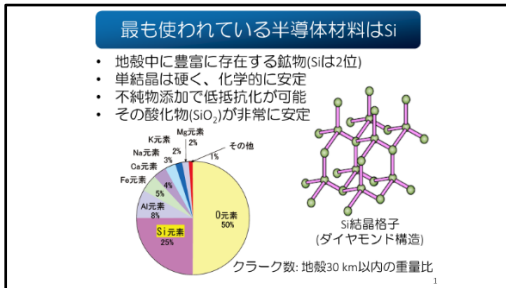 最も使われている半導体材料はSi
• 地殻中に豊富に存在する鉱物(Siは2位)
• 単結晶は硬く、化学的に安定
• 不純物添加で低抵抗化が可能
• その酸化物(SiO₂)が非常に安定
Mg元素
2%
K元素
2%
その他
1%
Na元素
3%
Ca元素
4%
Fe元素
5%
Al元素
8%
Si元素
25%
O元素
50%
Si結晶格子
(ダイヤモンド構造)
クラーク数: 地殻30 km以内の重量比
1